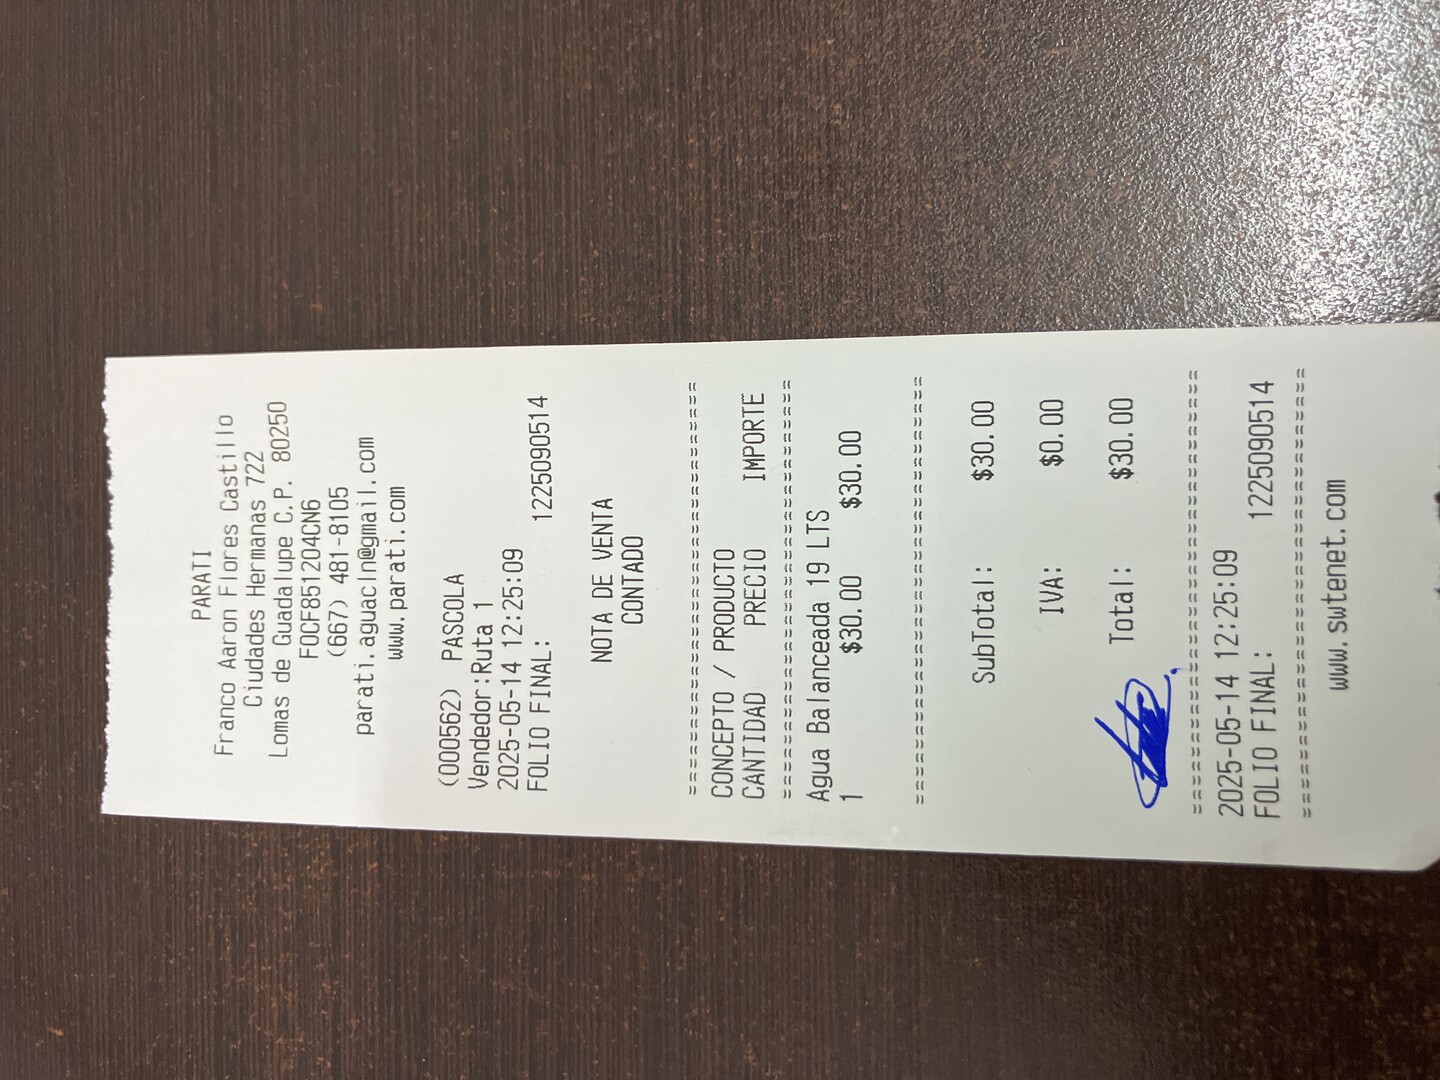 PARATI
Franco Aaron Flores Castillo
Ciudades Hermanas 722
Lomas de Guadalupe C.P. 80250
FOCF851204CN6
(667) 481-8105
parati.aguacln@gmail.com
www.parati.com
(000562) PASCOLA
Vendedor:Ruta 1
2025-05-14 12:25:09
FOLIO FINAL: 1225090514
NOTA DE VENTA
CONTADO
==============================
CONCEPTO / PRODUCTO
CANTIDAD PRECIO IMPORTE
==============================
Agua Balanceada 19 LTS
1 $30.00 $30.00
==============================
SubTotal: $30.00
IVA: $0.00
Total: $30.00
==============================
2025-05-14 12:25:09
FOLIO FINAL: 1225090514
==============================
www.swtenet.com